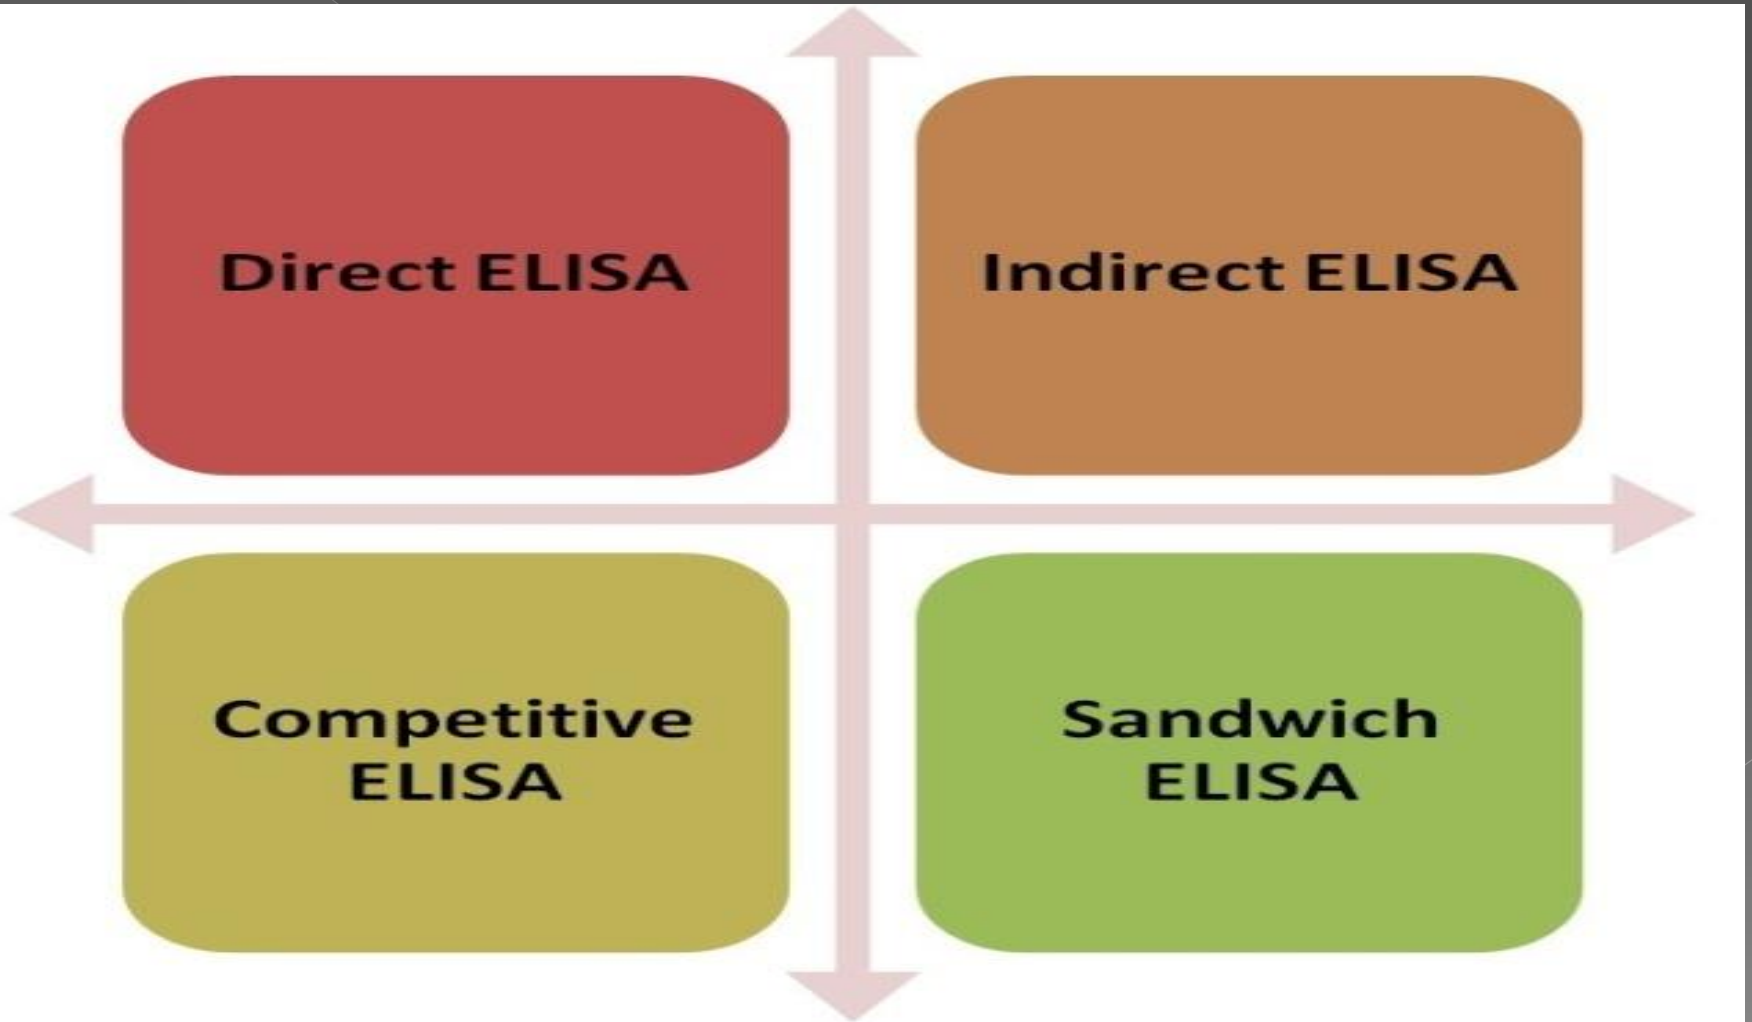 Direct ELISA
Indirect ELISA
Competitive
ELISA
Sandwich
ELISA